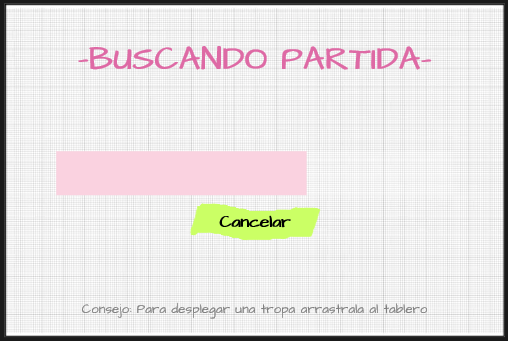 -BUSCANDO PARTIDA-
Cancelar
Consejo: Para desplegar una tropa arrastrala al tablero